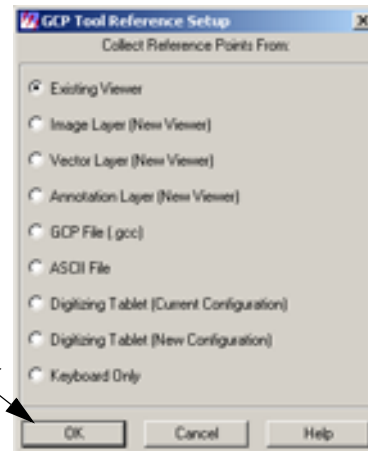 GCP Tool Reference Setup
Collect Reference Points From:
Existing Viewer
Image Layer (New Viewer)
Vector Layer (New Viewer)
Annotation Layer (New Viewer)
GCP File (.gcc)
ASCII File
Digitizing Tablet (Current Configuration)
Digitizing Tablet (New Configuration)
Keyboard Only
OK Cancel Help